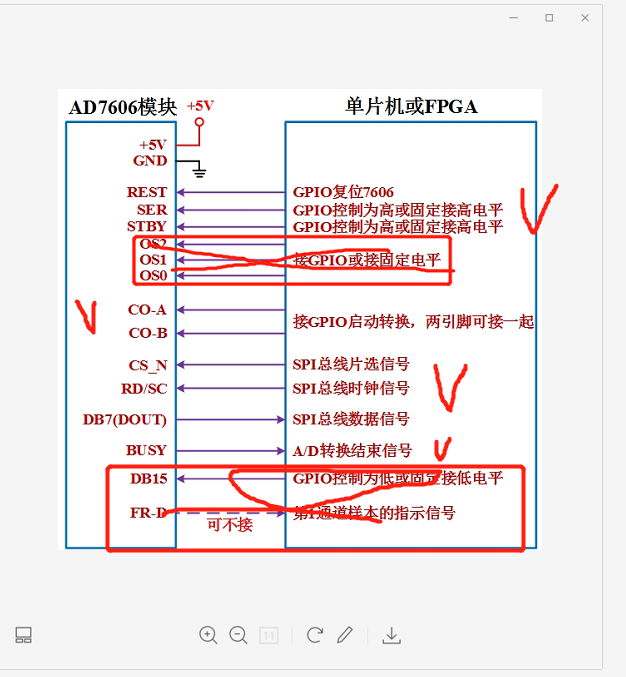 AD7606模块
+5V
单片机或FPGA
+5V
GND
REST
GPIO复位7606
SER
GPIO控制为高或固定接高电平
STBY
GPIO控制为高或固定接高电平
OS2
OS1
接GPIO或接固定电平
OS0
CO-A
接GPIO启动转换，两引脚可接一起
CO-B
CS_N
SPI总线片选信号
RD/SC
SPI总线时钟信号
DB7(DOUT)
SPI总线数据信号
BUSY
A/D转换结束信号
DB15
GPIO控制为低或固定接低电平
FR-D
可不接
第1通道样本的指示信号
1:1